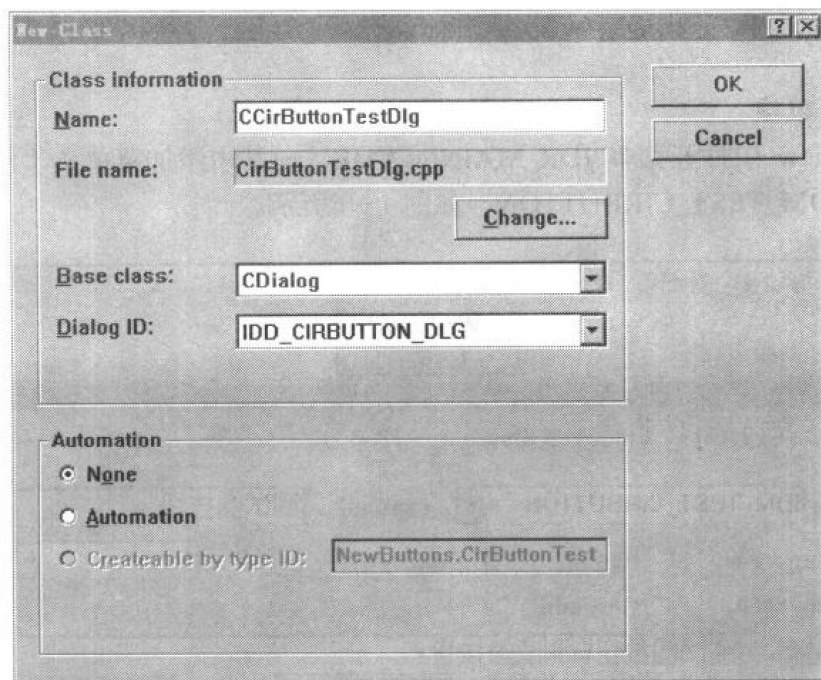 New Class
Class information
OK
Name:
CCirButtonTestDlg
Cancel
File name:
CirButtonTestDlg.cpp
Change...
Base class:
CDialog
Dialog ID:
IDD_CIRBUTTON_DLG
Automation
None
Automation
Createable by type ID:
NewButtons.CirButtonTest